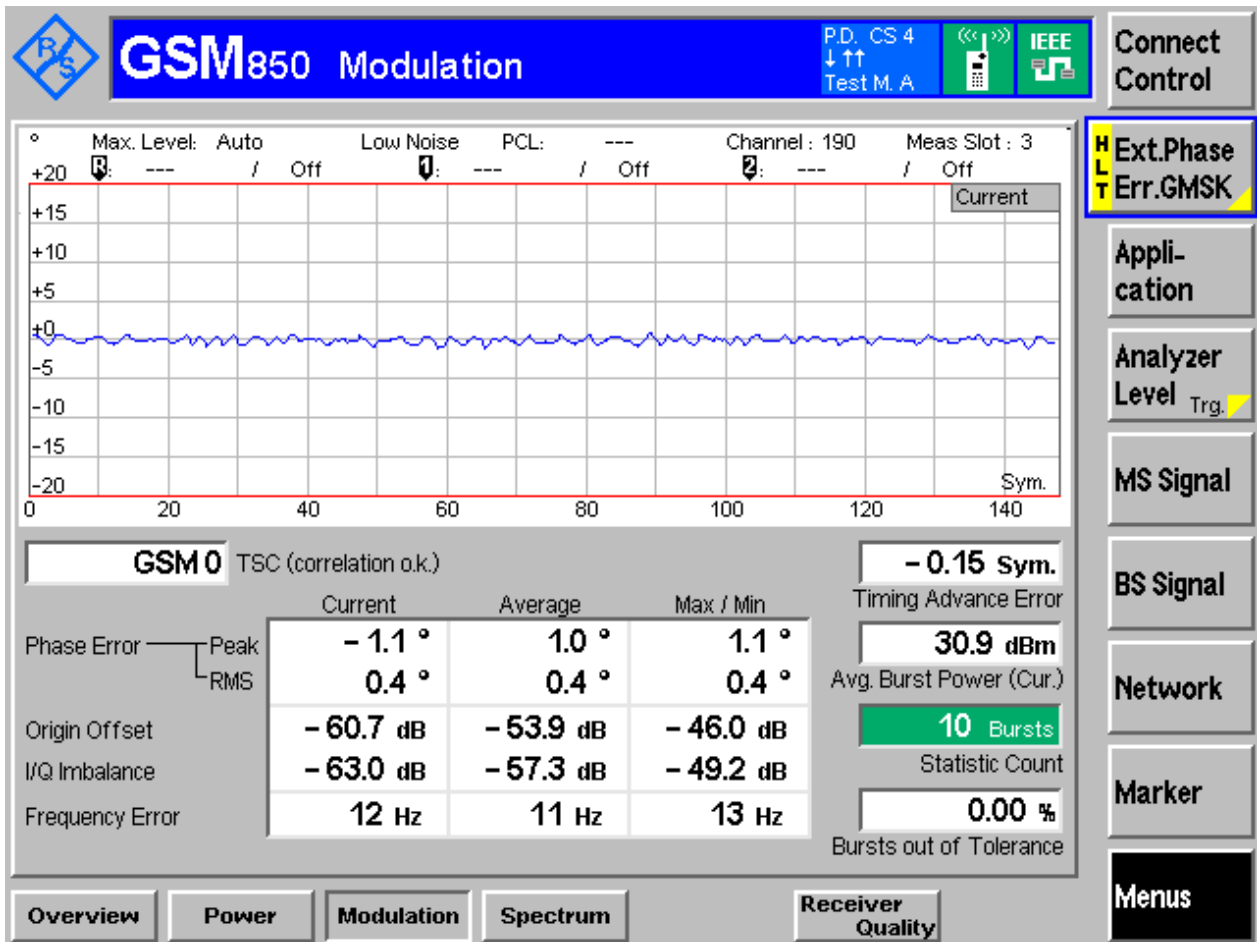 R/S
GSM850 Modulation
P.D. CS 4
↓ ↑↑
Test M. A
IEEE
Connect
Control
° Max. Level: Auto Low Noise PCL: --- Channel : 190 Meas Slot : 3
R: --- / Off 1: --- / Off 2: --- / Off
Current
+20
+15
+10
+5
+0
-5
-10
-15
-20
Sym.
0 20 40 60 80 100 120 140
HLT
Ext.Phase
Err.GMSK
Appli-
cation
Analyzer
Level Trg.
MS Signal
BS Signal
Network
Marker
Menus
GSM 0 TSC (correlation o.k.)
Current Average Max / Min
Phase Error Peak - 1.1 ° 1.0 ° 1.1 °
RMS 0.4 ° 0.4 ° 0.4 °
Origin Offset - 60.7 dB - 53.9 dB - 46.0 dB
I/Q Imbalance - 63.0 dB - 57.3 dB - 49.2 dB
Frequency Error 12 Hz 11 Hz 13 Hz
- 0.15 Sym.
Timing Advance Error
30.9 dBm
Avg. Burst Power (Cur.)
10 Bursts
Statistic Count
0.00 %
Bursts out of Tolerance
Overview Power Modulation Spectrum
Receiver
Quality